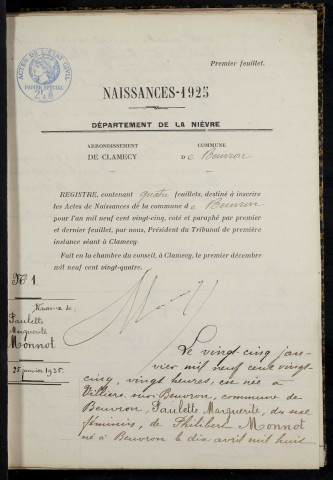 Premier feuillet.
ACTES DE L'ÉTAT CIVIL
PAPIER SPÉCIAL
NAISSANCES-1925
DÉPARTEMENT DE LA NIÈVRE
ARRONDISSEMENT
DE CLAMECY
COMMUNE
De Beuvron
REGISTRE, contenant quatre feuillets, destiné à inscrire
les Actes de Naissances de la commune de Beuvron
pour l'an mil neuf cent vingt-cinq, coté et paraphé par premier
et dernier feuillet, par nous, Président du Tribunal de première
instance séant à Clamecy.
Fait en la chambre du conseil, à Clamecy, le premier décembre
mil neuf cent vingt-quatre.
N° 1
Naissance de:
Paulette
Marguerite
Monnot
25 janvier 1925.
Le vingt-cinq jan-
vier mil neuf cent vingt-
cinq, vingt heures, est née à
Villiers sur Beuvron, commune de
Beuvron, Paulette Marguerite, du sexe
féminin, de Philibert Monnot
né à Beuvron le dix avril mil huit